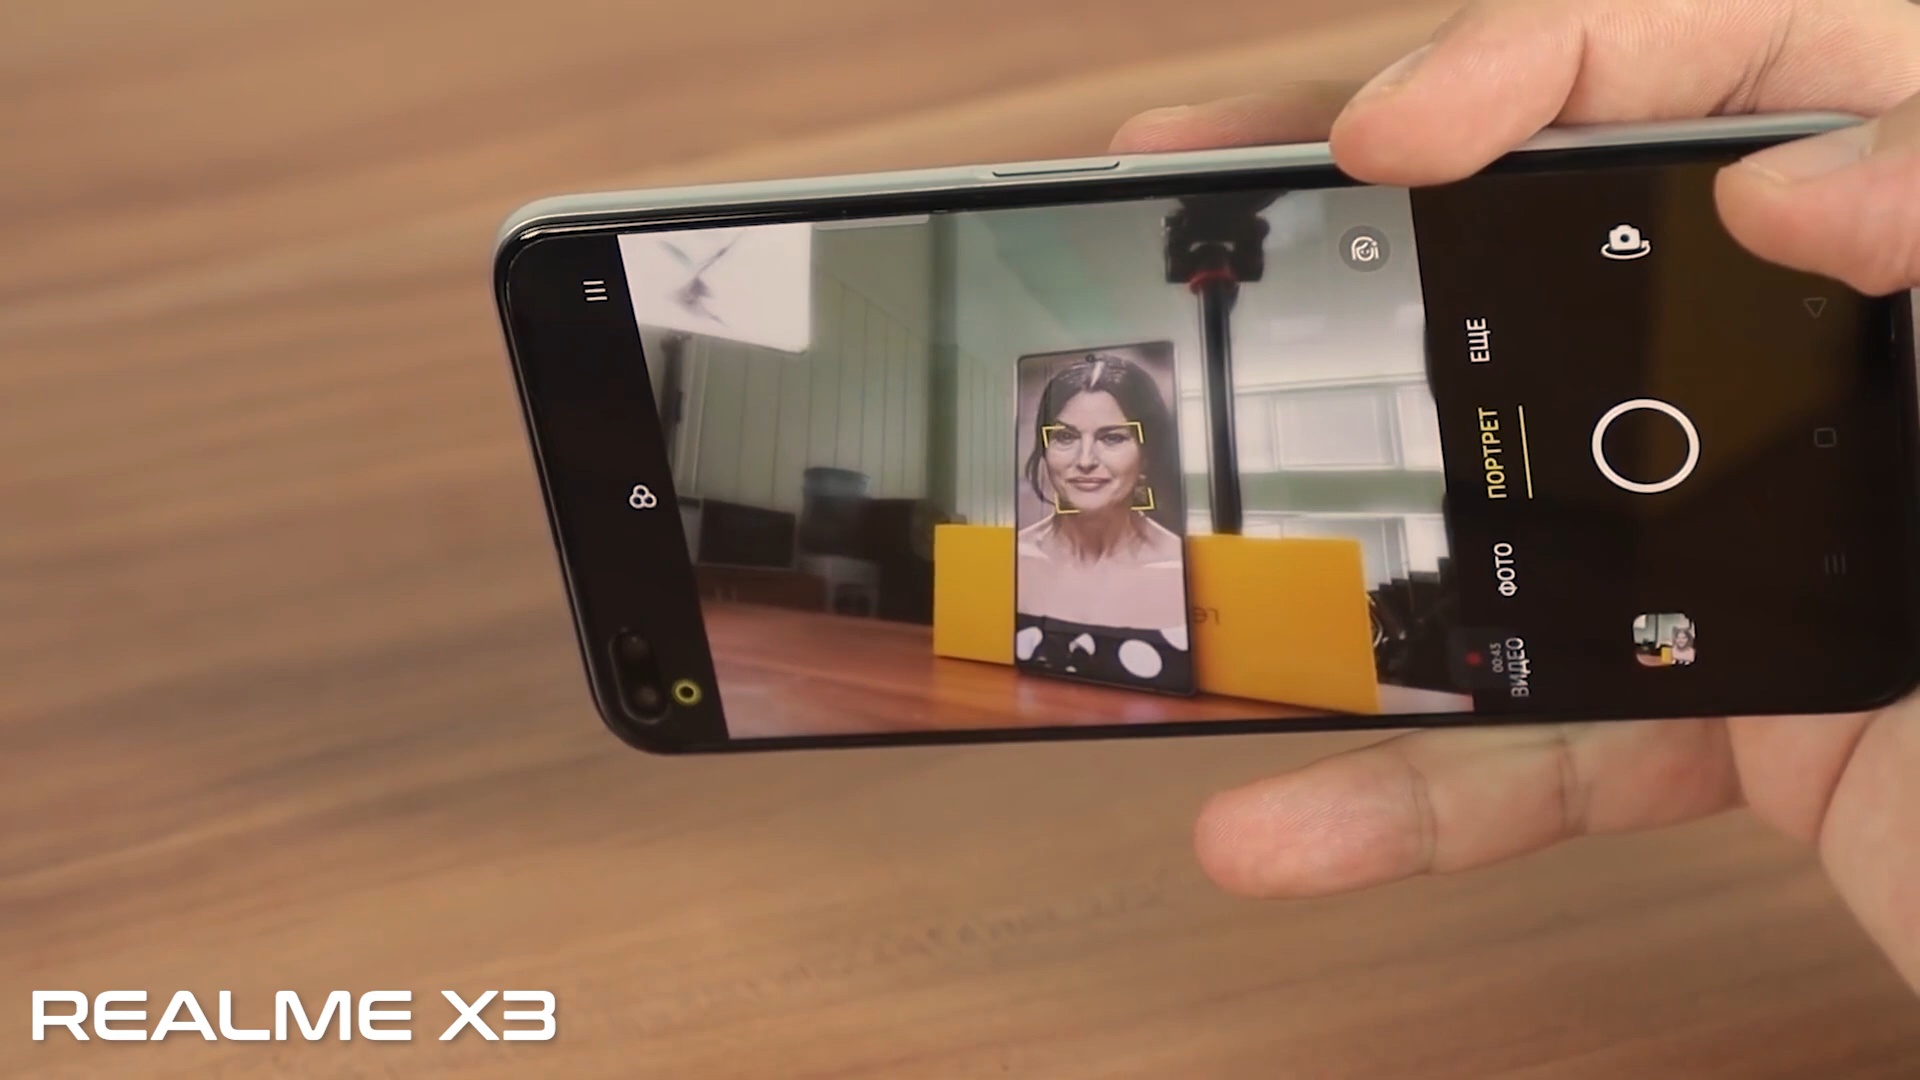 ЕЩЕ
ПОРТРЕТ
ФОТО
00:43
ВИДЕО
REALME X3